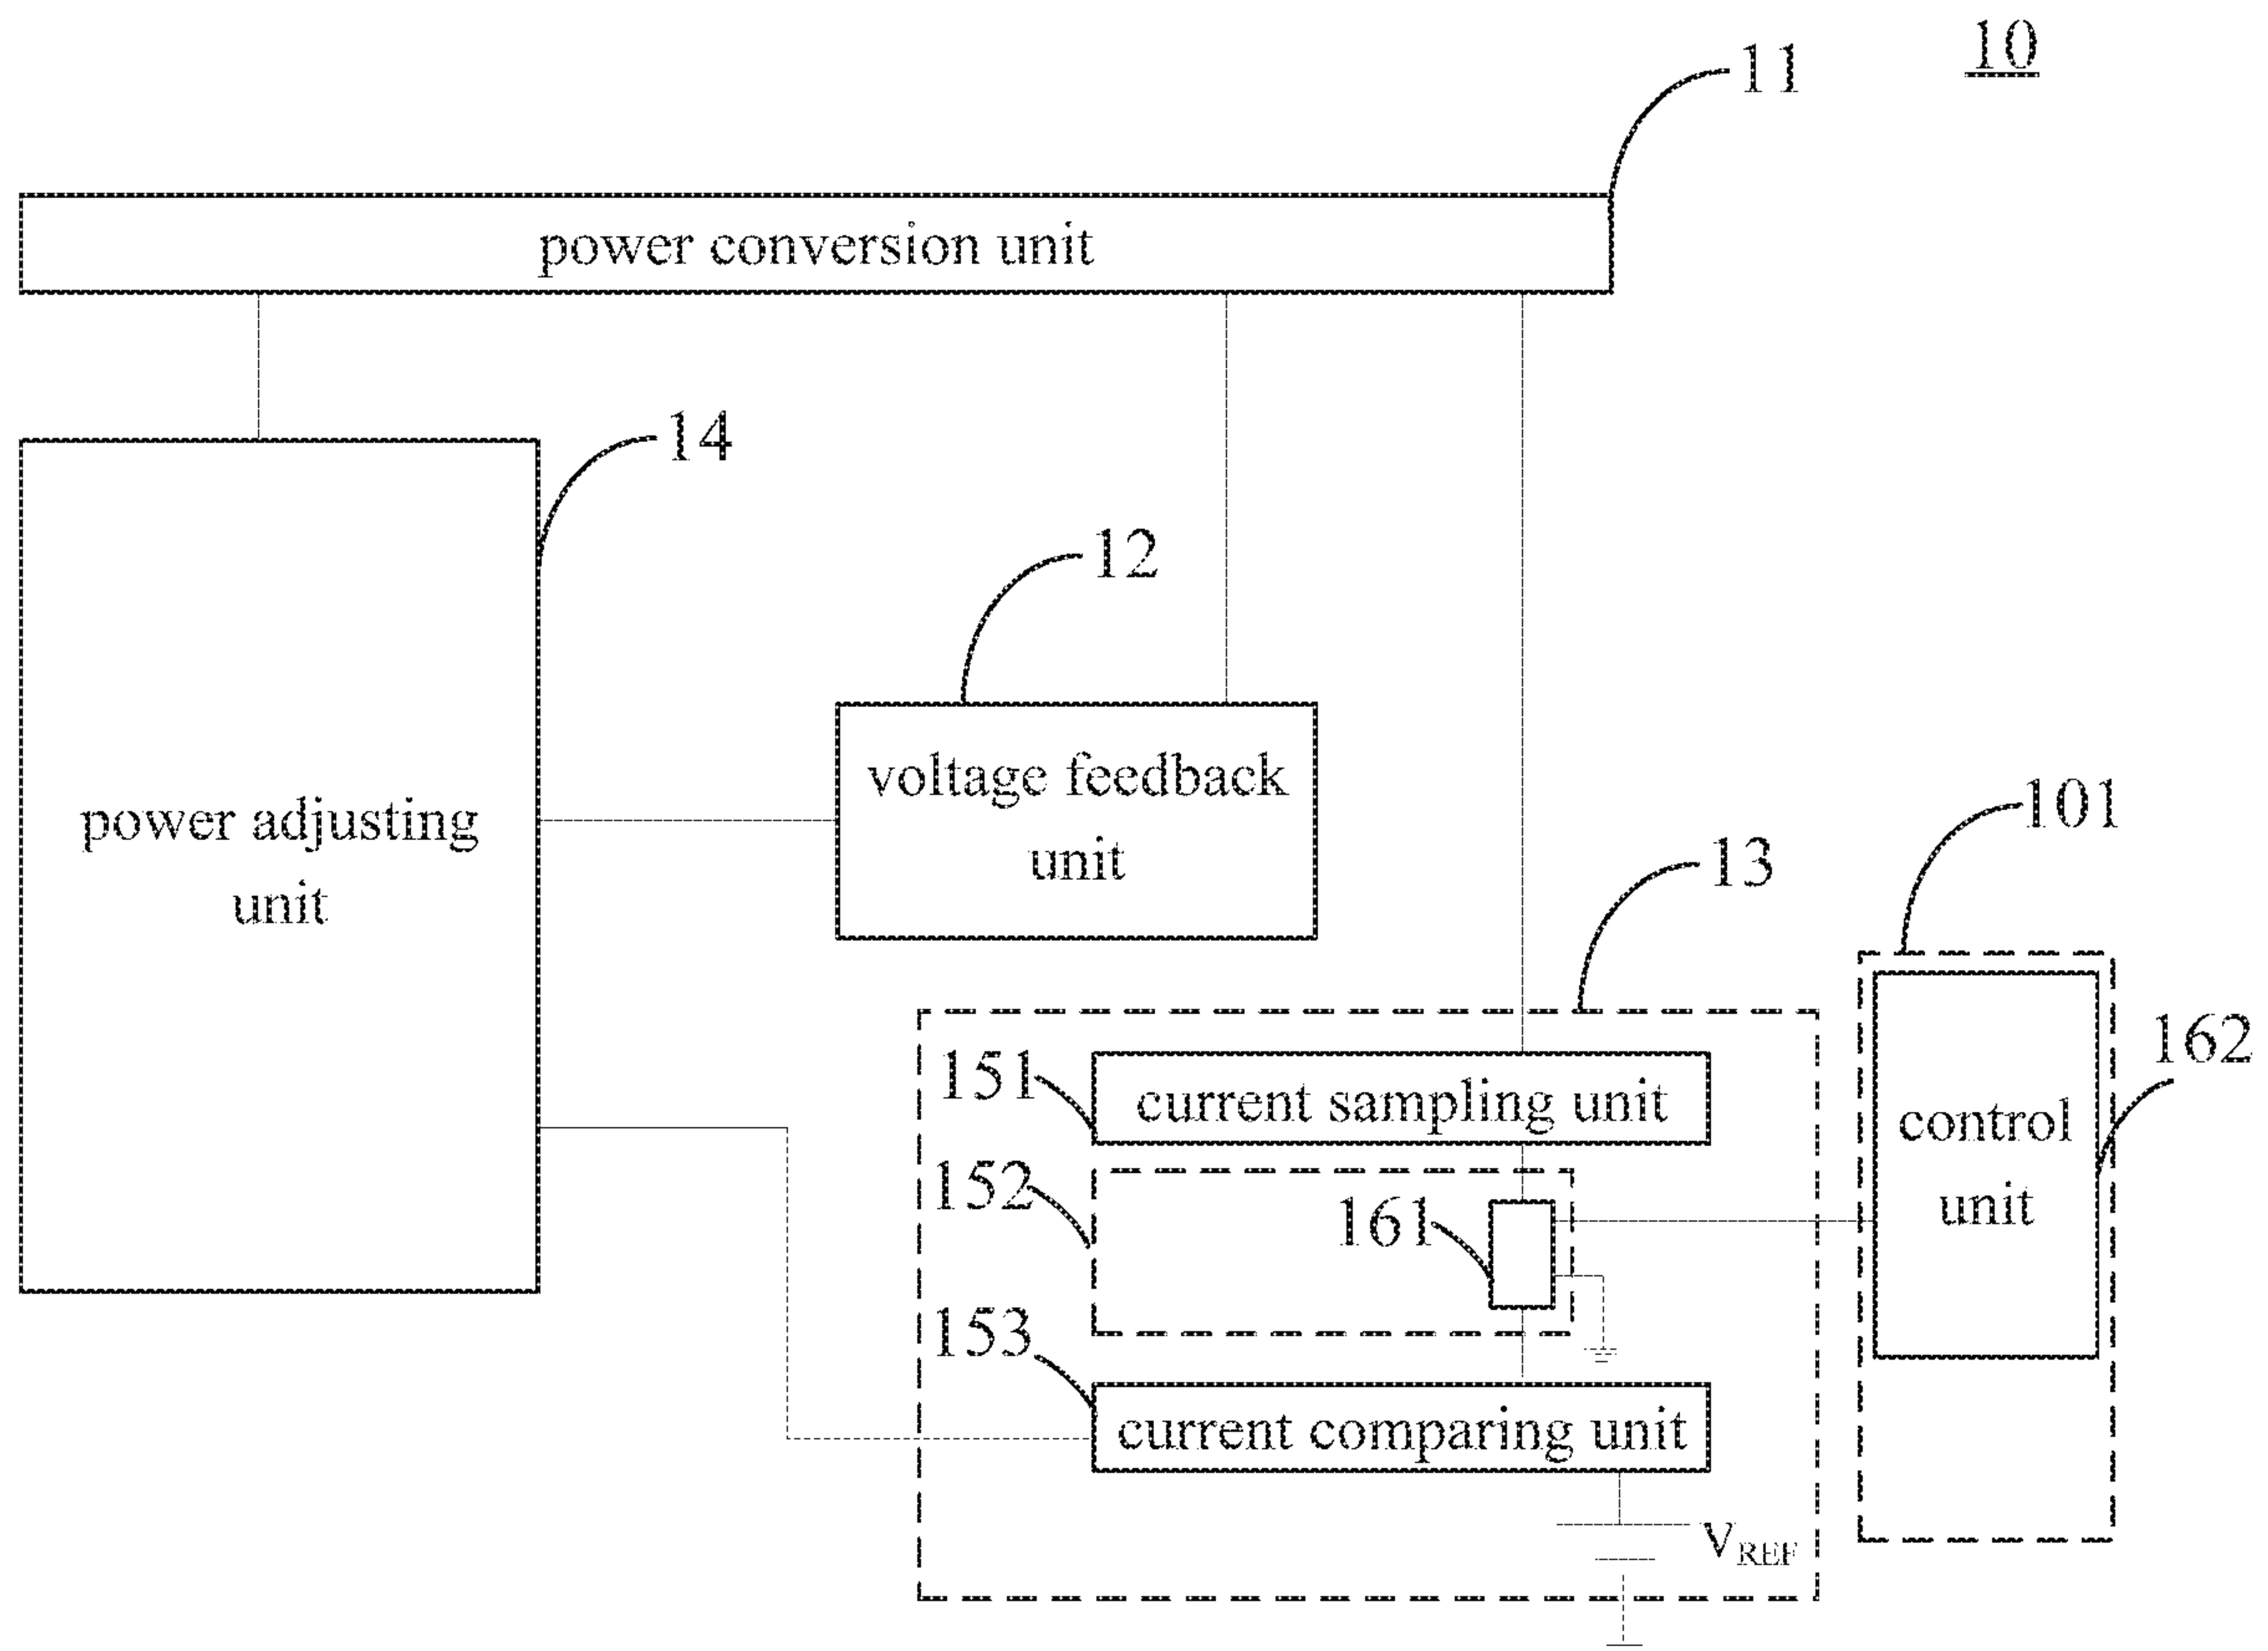 10
11
power conversion unit
14
12
voltage feedback
unit
power adjusting
unit
101
13
162
151
current sampling unit
control
unit
152
161
153
current comparing unit
VREF